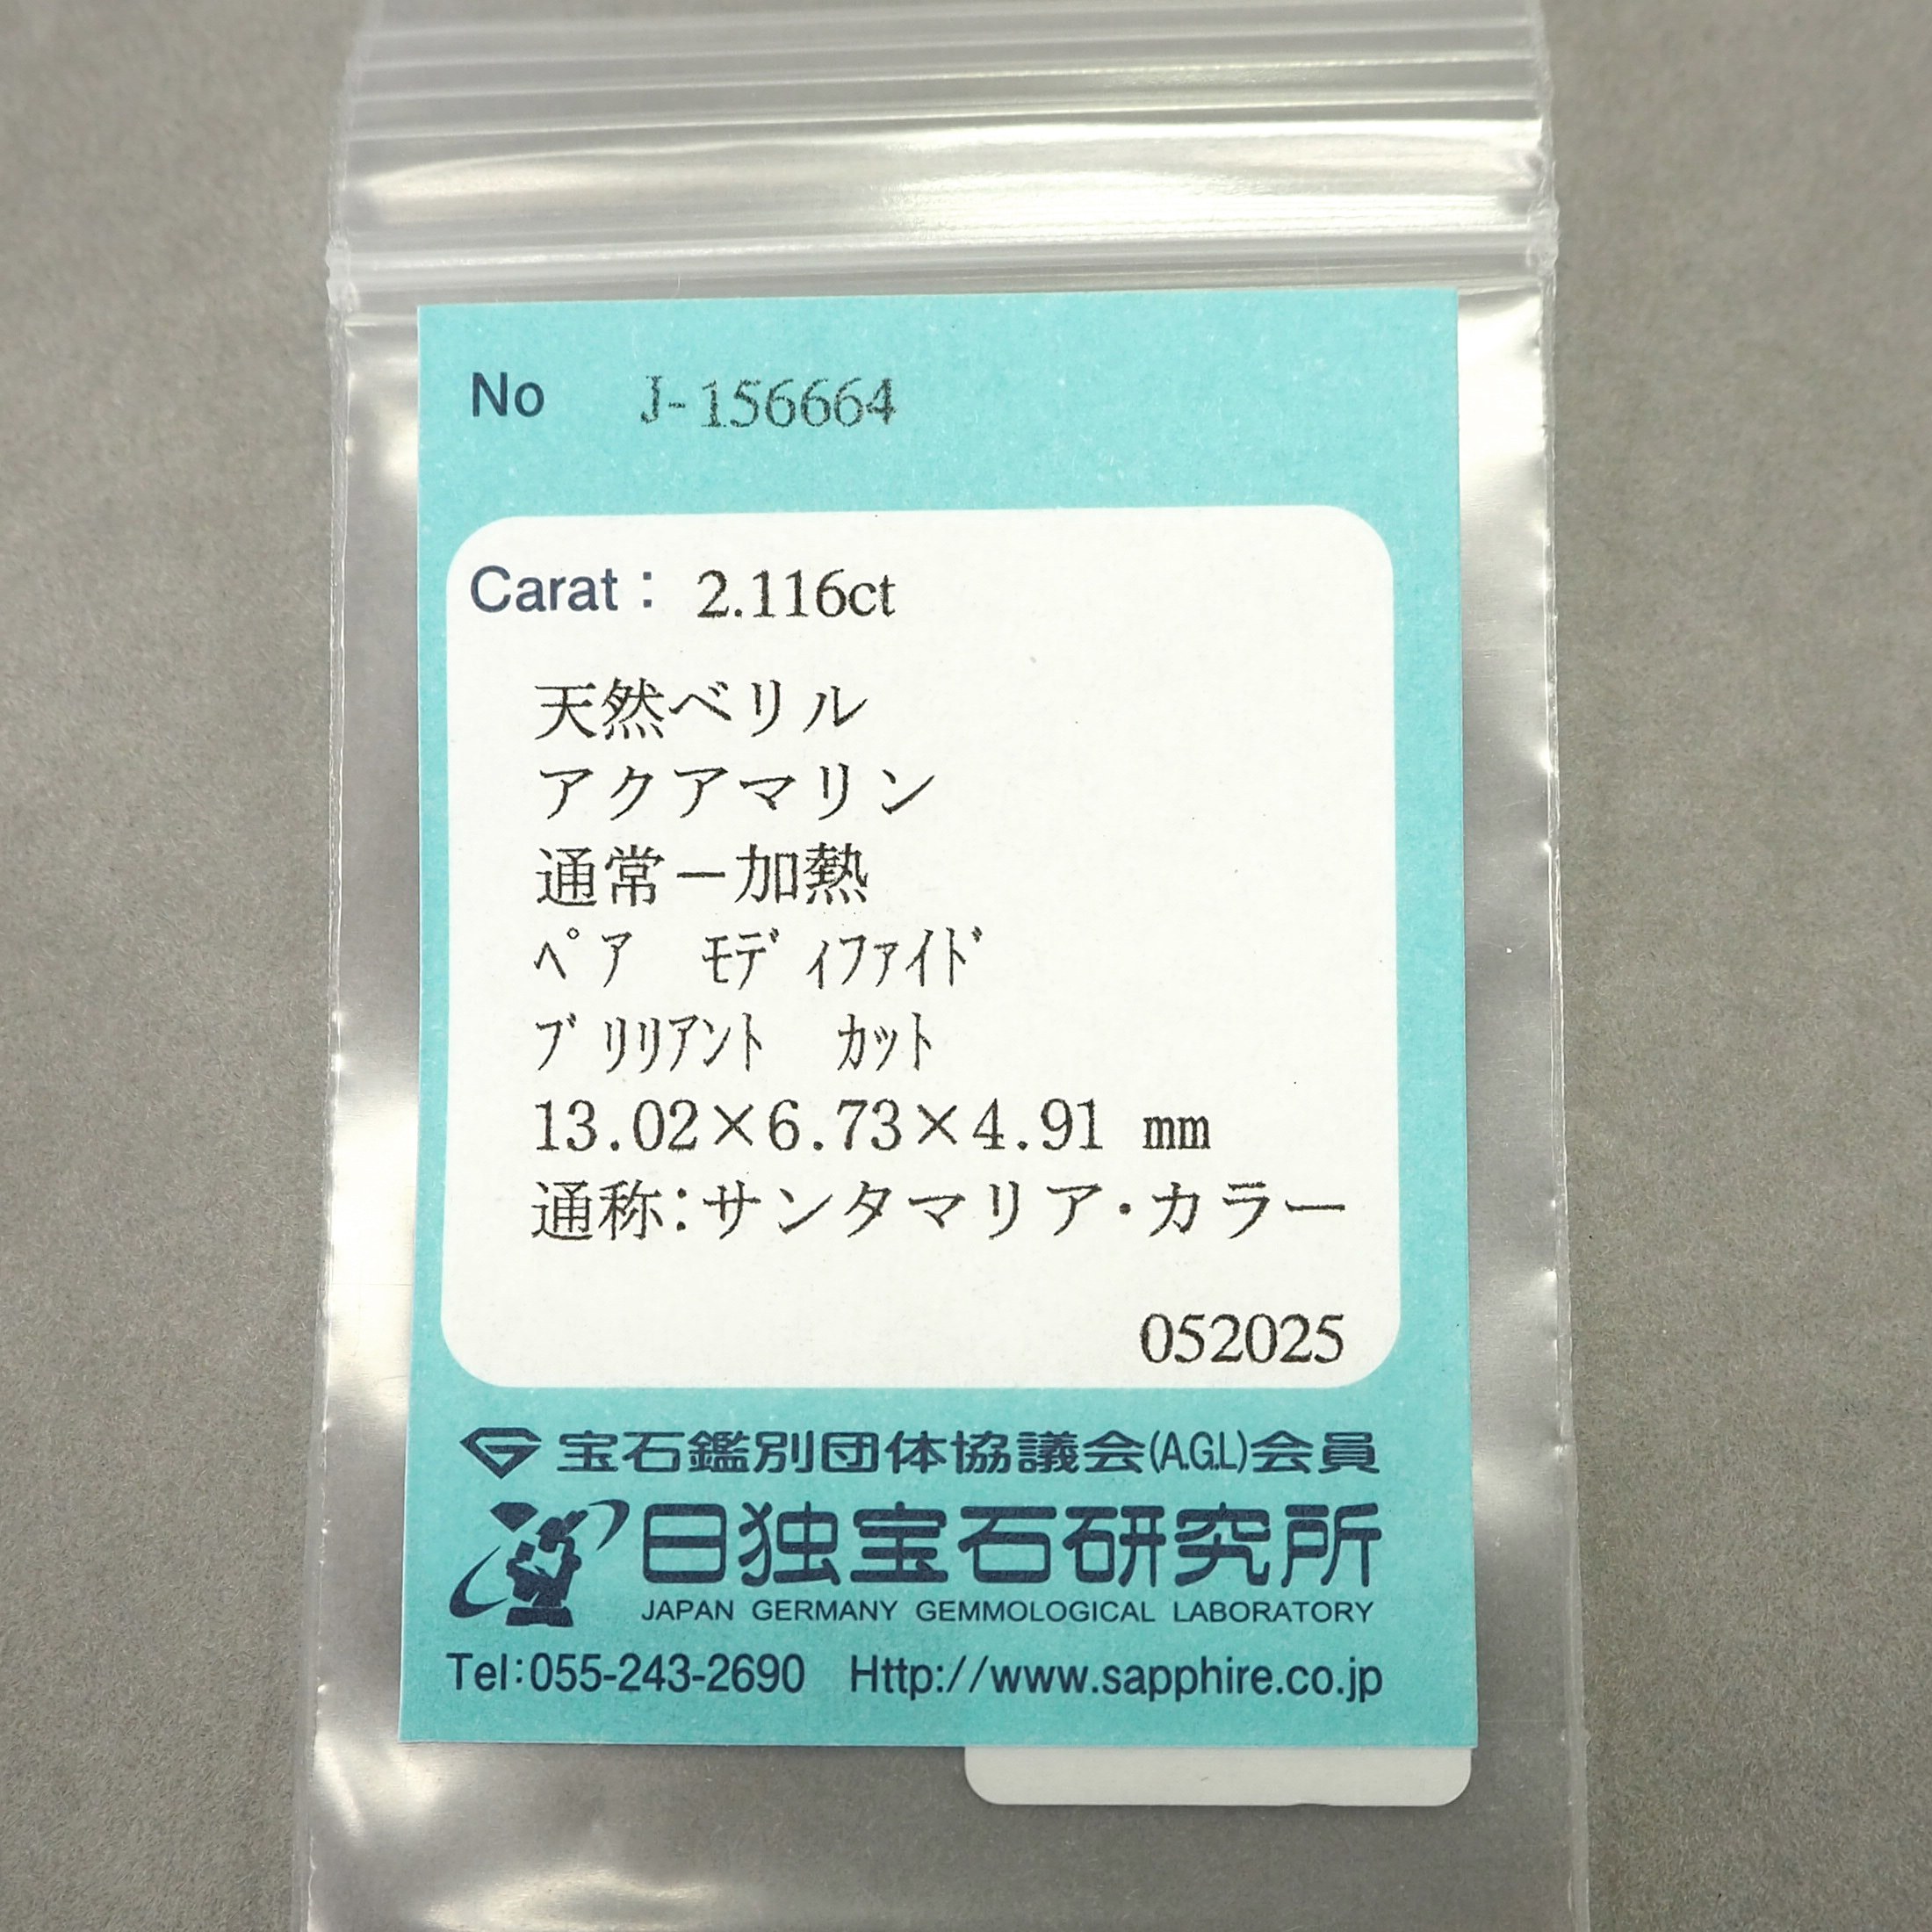 No J-156664
Carat: 2.116ct
天然ベリル
アクアマリン
通常－加熱
ﾍﾟｱ ﾓﾃﾞｨﾌｧｲﾄﾞ
ﾌﾞﾘﾘｱﾝﾄ ｶｯﾄ
13.02×6.73×4.91 mm
通称:サンタマリア・カラー
052025
宝石鑑別団体協議会(A.G.L)会員
日独宝石研究所
JAPAN GERMANY GEMMOLOGICAL LABORATORY
Tel:055-243-2690 Http://www.sapphire.co.jp